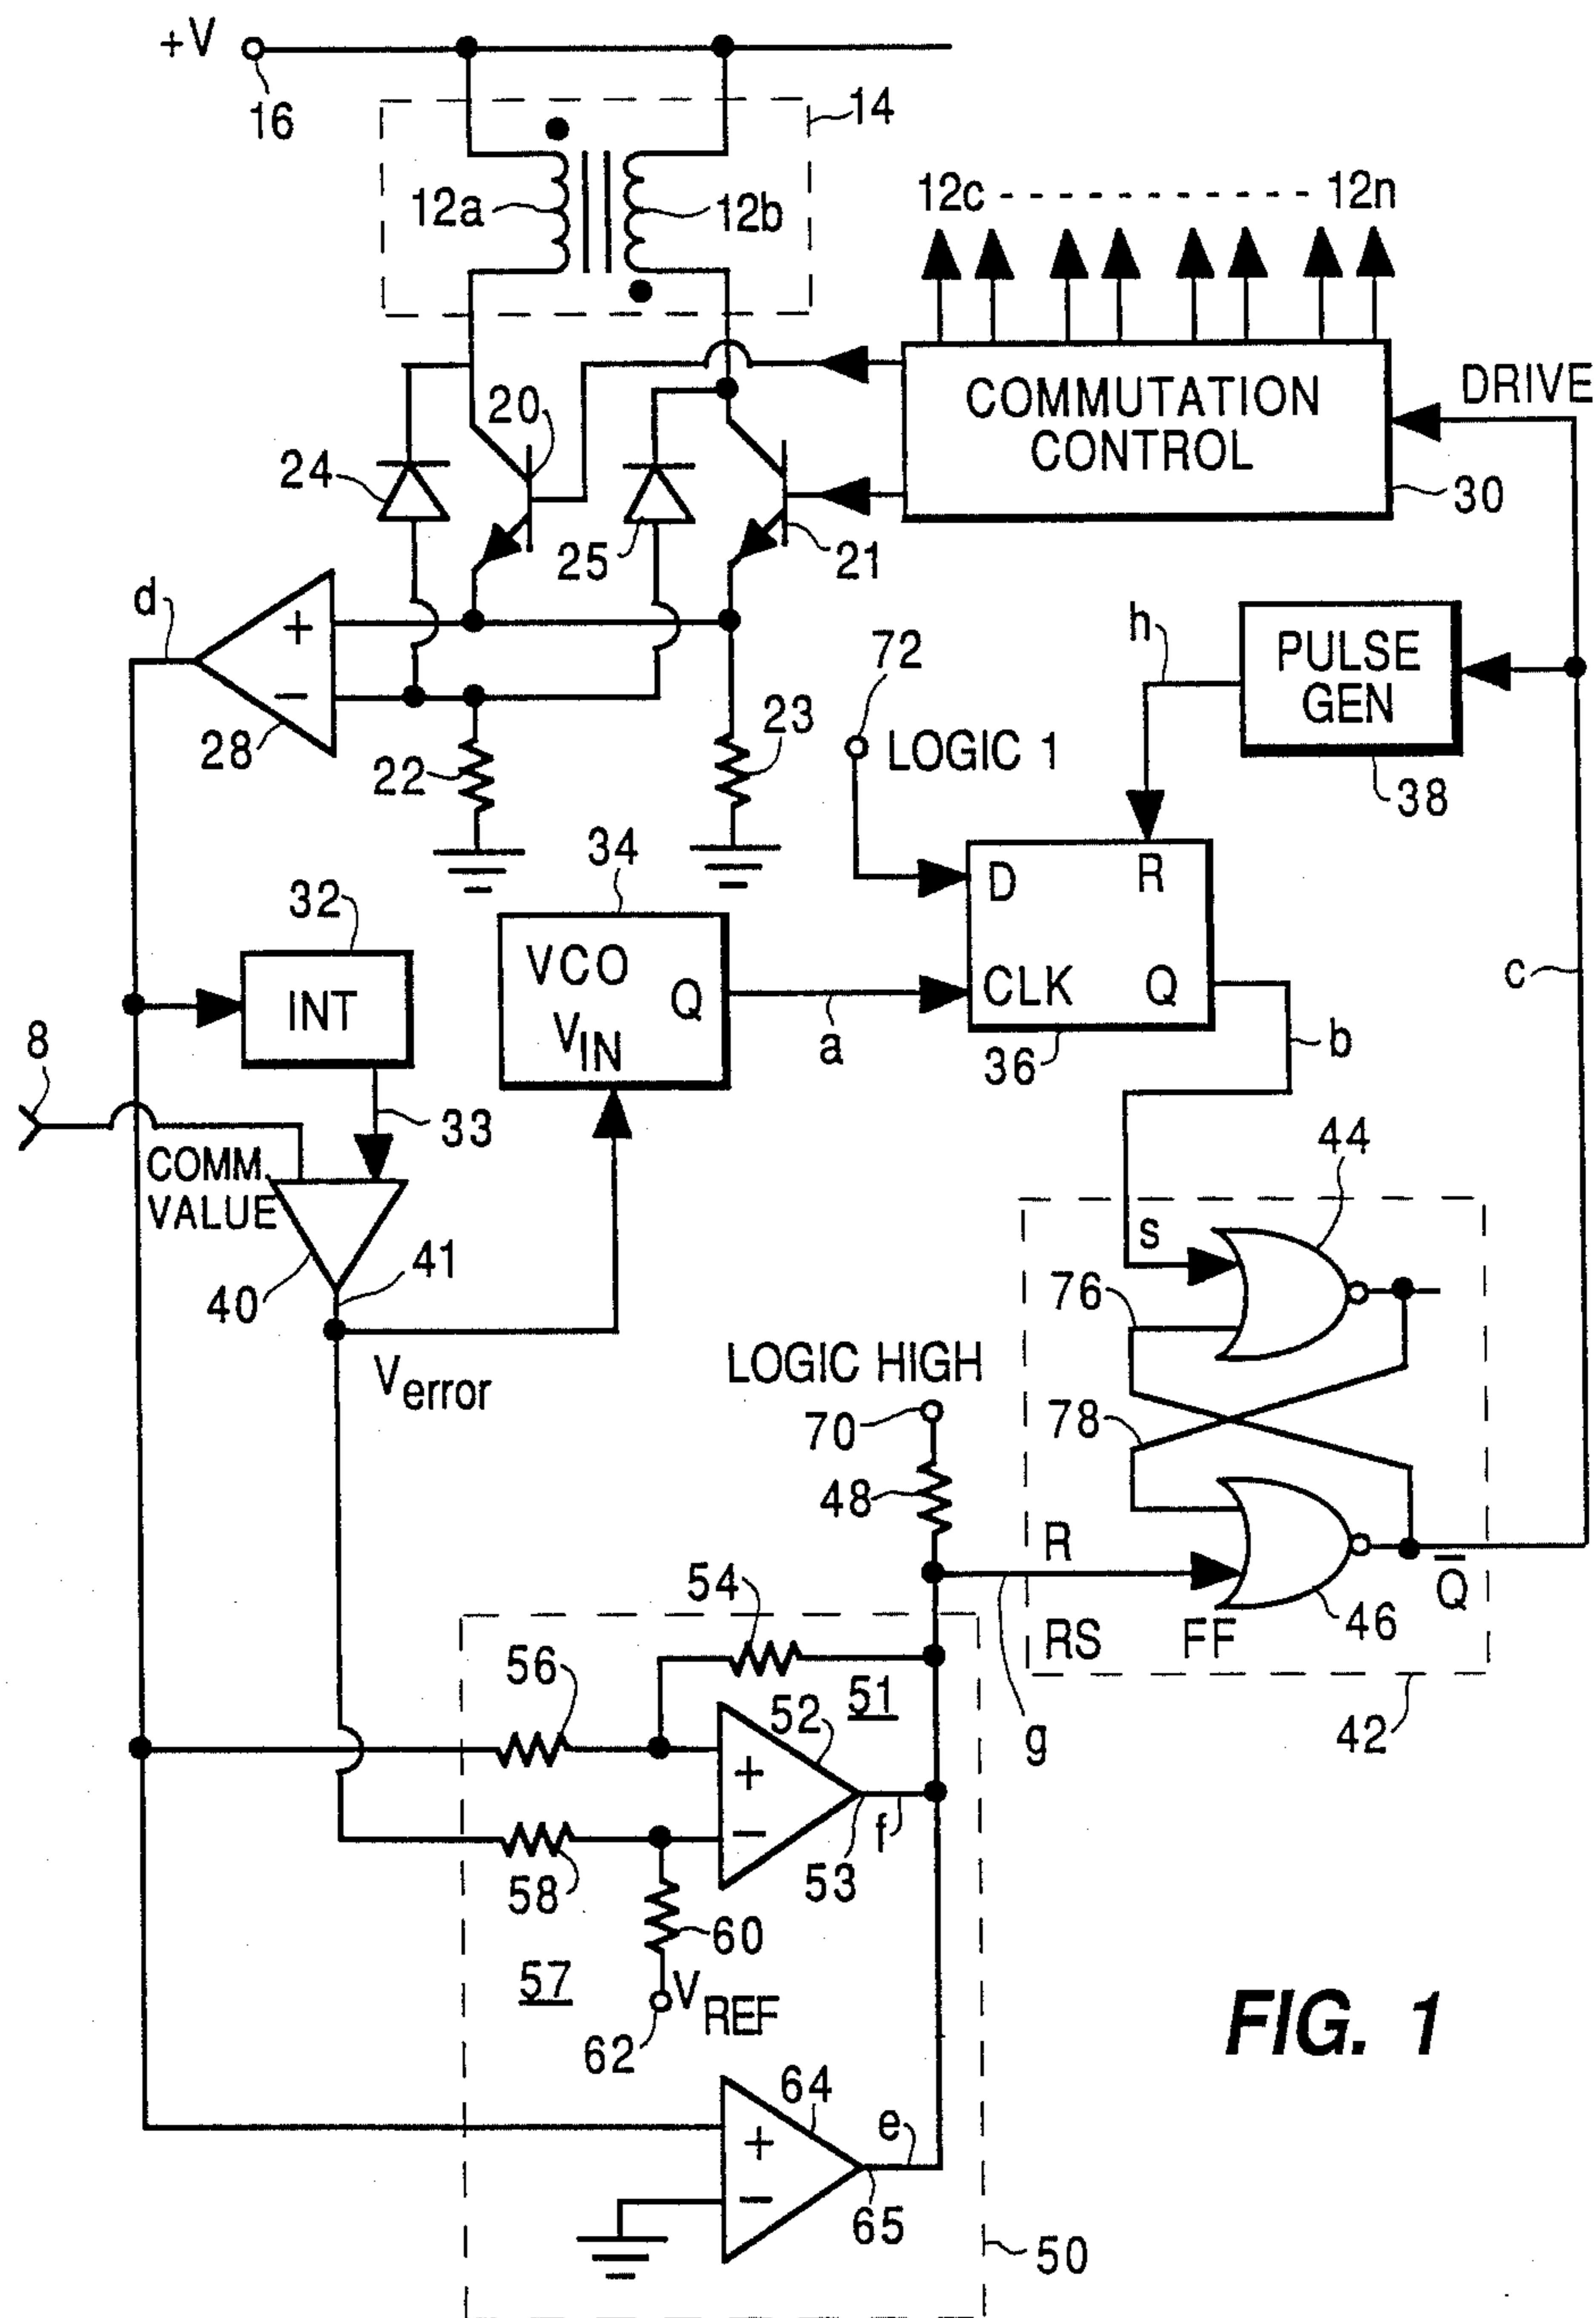 +V
16
14
12a
12b
12c
12n
COMMUTATION
CONTROL
DRIVE
30
20
24
25
21
d
+
−
28
22
23
72
LOGIC 1
h
PULSE
GEN
38
34
32
INT
VCO
Q
V_IN
a
D
R
CLK
Q
36
b
c
8
33
COMM.
VALUE
40
41
V_error
44
s
76
78
LOGIC HIGH
70
48
R
Q̅
46
RS FF
42
g
54
56
51
52
+
−
53
f
58
60
57
V_REF
62
64
+
−
e
65
50
FIG. 1